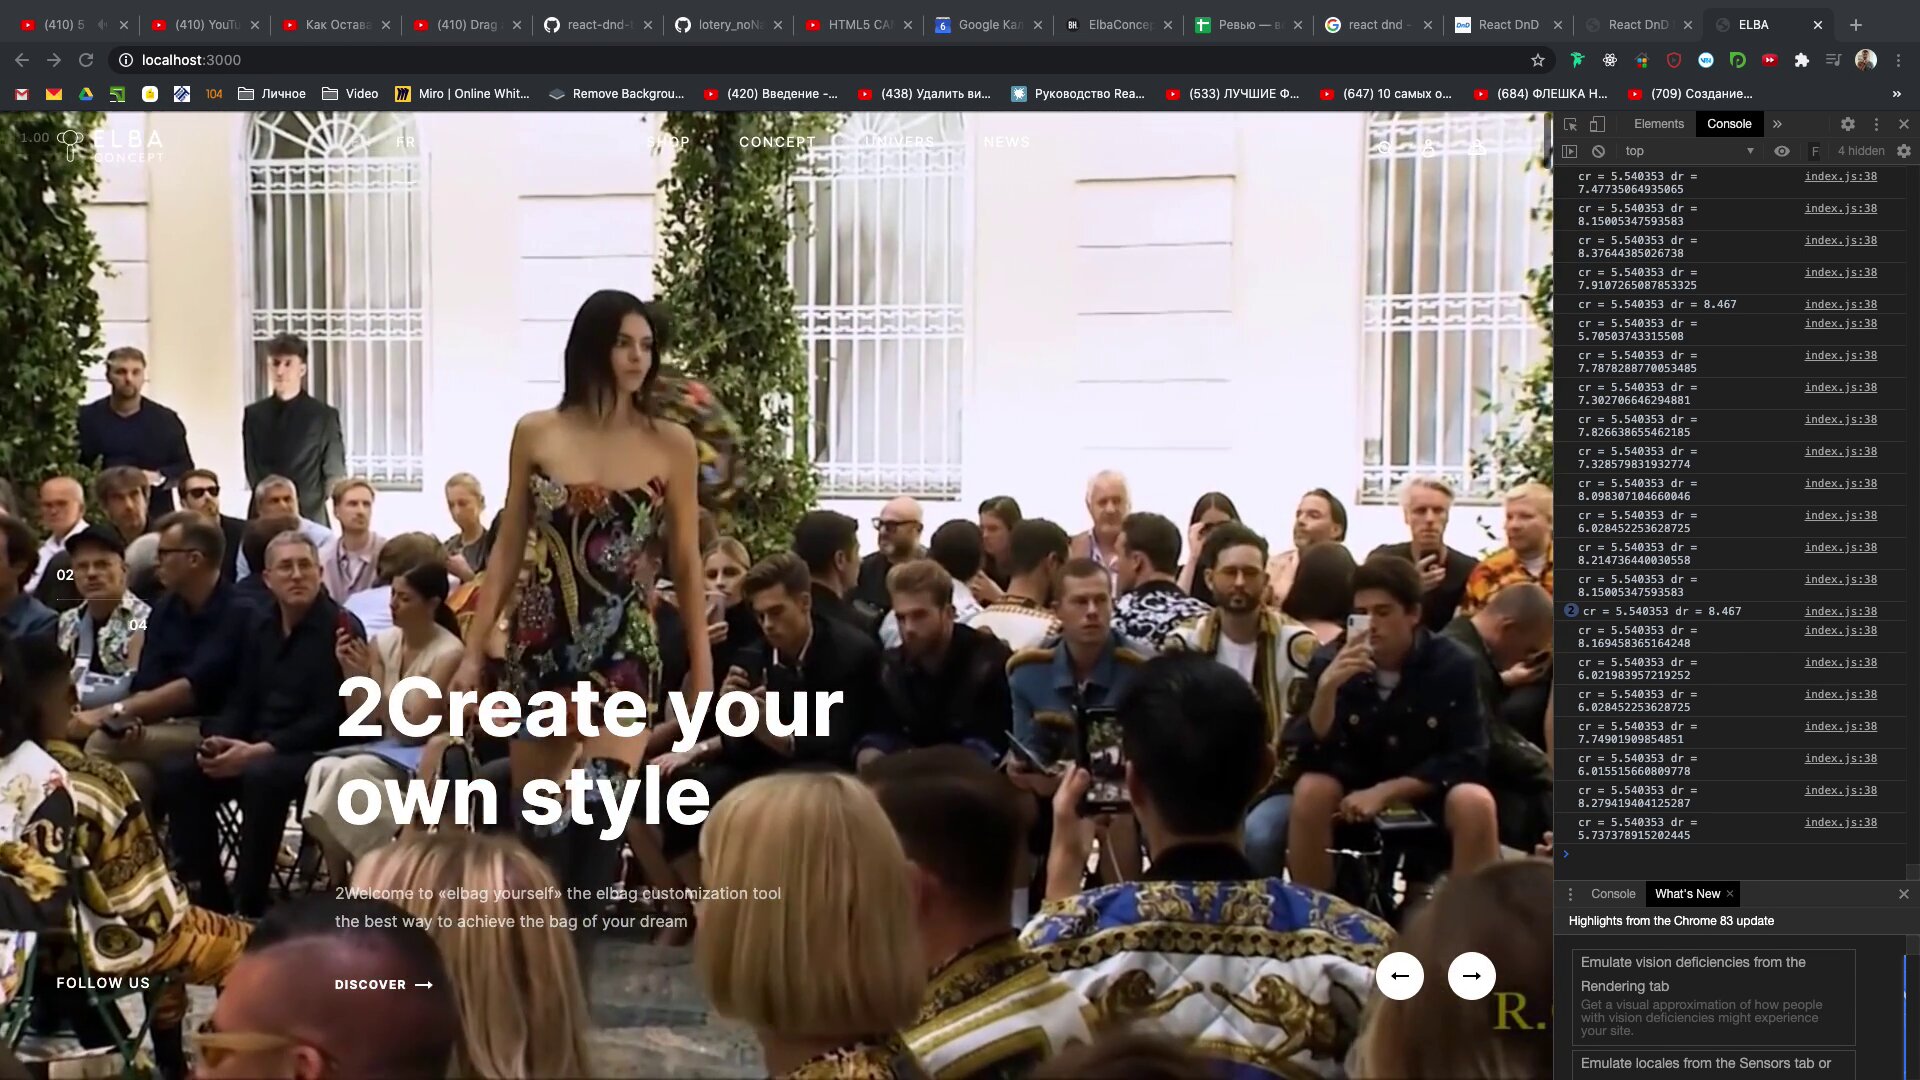 (410) 5
(410) YouTu
Как Остава
(410) Drag
react-dnd-t
lotery_noNa
HTML5 CAN
Google Кал
ElbaConcep
Ревью — в
react dnd -
React DnD
React DnD
ELBA
localhost:3000
104
Личное
Video
Miro | Online Whit...
Remove Backgrou...
(420) Введение -...
(438) Удалить ви...
Руководство Rea...
(533) ЛУЧШИЕ Ф...
(647) 10 самых о...
(684) ФЛЕШКА Н...
(709) Создание...
»
1.00
ELBA
CONCEPT
FR
SHOP
CONCEPT
UNIVERS
NEWS
02
04
2Create your
own style
2Welcome to «elbag yourself» the elbag customization tool
the best way to achieve the bag of your dream
DISCOVER →
FOLLOW US
R.
Elements
Console
»
top
F
4 hidden
cr = 5.540353 dr = index.js:38
7.47735064935065
cr = 5.540353 dr = index.js:38
8.15005347593583
cr = 5.540353 dr = index.js:38
8.37644385026738
cr = 5.540353 dr = index.js:38
7.9107265087853325
cr = 5.540353 dr = 8.467 index.js:38
cr = 5.540353 dr = index.js:38
5.70503743315508
cr = 5.540353 dr = index.js:38
7.7878288770053485
cr = 5.540353 dr = index.js:38
7.302706646294881
cr = 5.540353 dr = index.js:38
7.826638655462185
cr = 5.540353 dr = index.js:38
7.328579831932774
cr = 5.540353 dr = index.js:38
8.098307104660046
cr = 5.540353 dr = index.js:38
6.028452253628725
cr = 5.540353 dr = index.js:38
8.214736440030558
cr = 5.540353 dr = index.js:38
8.15005347593583
2 cr = 5.540353 dr = 8.467 index.js:38
cr = 5.540353 dr = index.js:38
8.169458365164248
cr = 5.540353 dr = index.js:38
6.021983957219252
cr = 5.540353 dr = index.js:38
6.028452253628725
cr = 5.540353 dr = index.js:38
7.74901909854851
cr = 5.540353 dr = index.js:38
6.015515660809778
cr = 5.540353 dr = index.js:38
8.279419404125287
cr = 5.540353 dr = index.js:38
5.737378915202445
Console
What's New
Highlights from the Chrome 83 update
Emulate vision deficiencies from the
Rendering tab
Get a visual approximation of how people
with vision deficiencies might experience
your site.
Emulate locales from the Sensors tab or